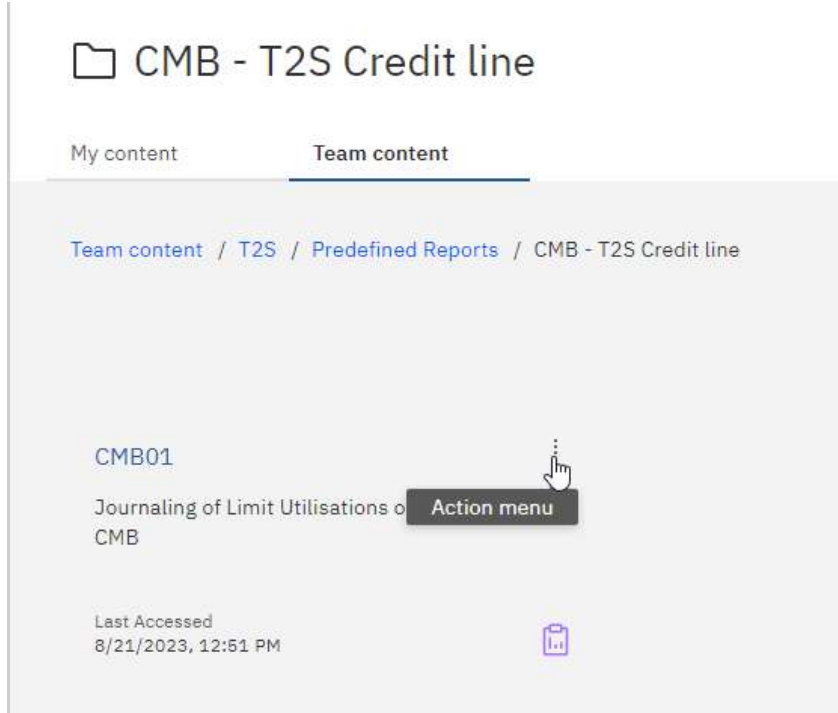 CMB - T2S Credit line
My content Team content
Team content / T2S / Predefined Reports / CMB - T2S Credit line
CMB01
Journaling of Limit Utilisations o
Action menu
CMB
Last Accessed
8/21/2023, 12:51 PM